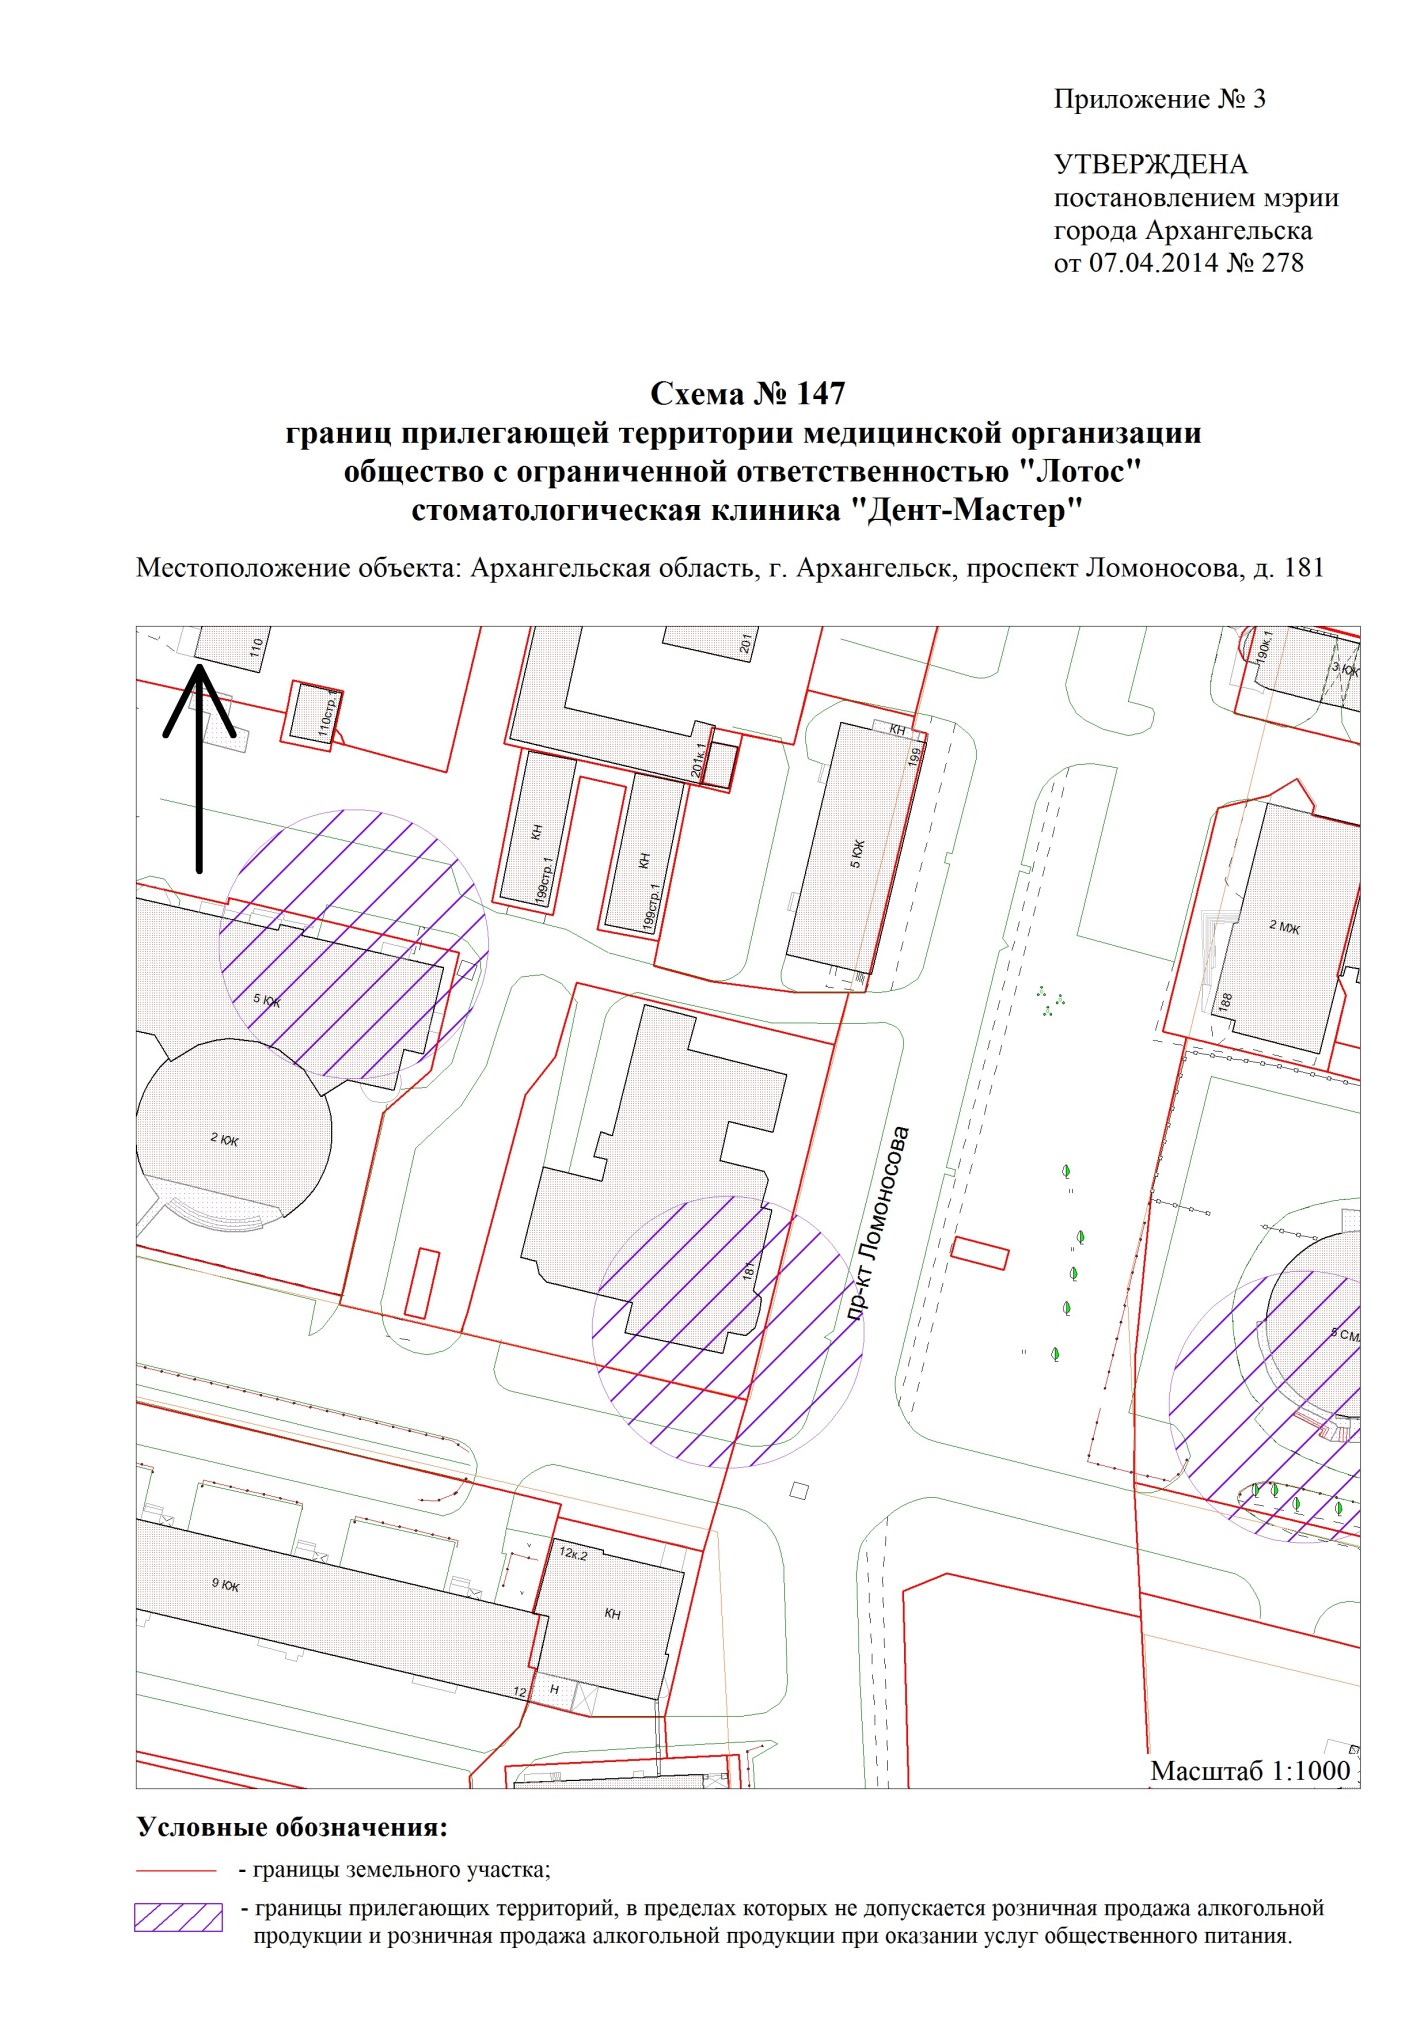 Приложение № 3
УТВЕРЖДЕНА
постановлением мэрии
города Архангельска
от 07.04.2014 № 278
Схема № 147
границ прилегающей территории медицинской организации
общество с ограниченной ответственностью "Лотос"
стоматологическая клиника "Дент-Мастер"
Местоположение объекта: Архангельская область, г. Архангельск, проспект Ломоносова, д. 181
110
201
190к.1
3 КЖ
110стр.1
КН
199
201к.1
КН
КН
5 КЖ
199стр.1
199стр.1
2 МЖ
188
5 КЖ
2 КЖ
пр-кт Ломоносова
181
5 СМ
12к.2
9 КЖ
КН
12
Н
Масштаб 1:1000
Условные обозначения:
- границы земельного участка;
- границы прилегающих территорий, в пределах которых не допускается розничная продажа алкогольной
продукции и розничная продажа алкогольной продукции при оказании услуг общественного питания.